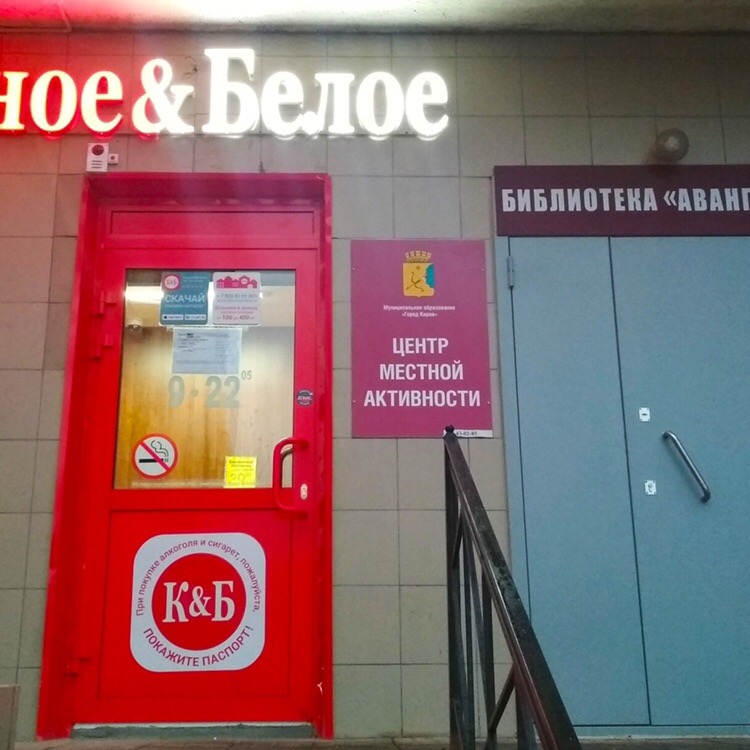 ное&Белое
БИБЛИОТЕКА «АВАНГ
К&Б
СКАЧАЙ
9·22 05
При покупке алкоголя и сигарет, пожалуйста,
К&Б
ПОКАЖИТЕ ПАСПОРТ!
Муниципальное образование
«Город Киров»
ЦЕНТР
МЕСТНОЙ
АКТИВНОСТИ